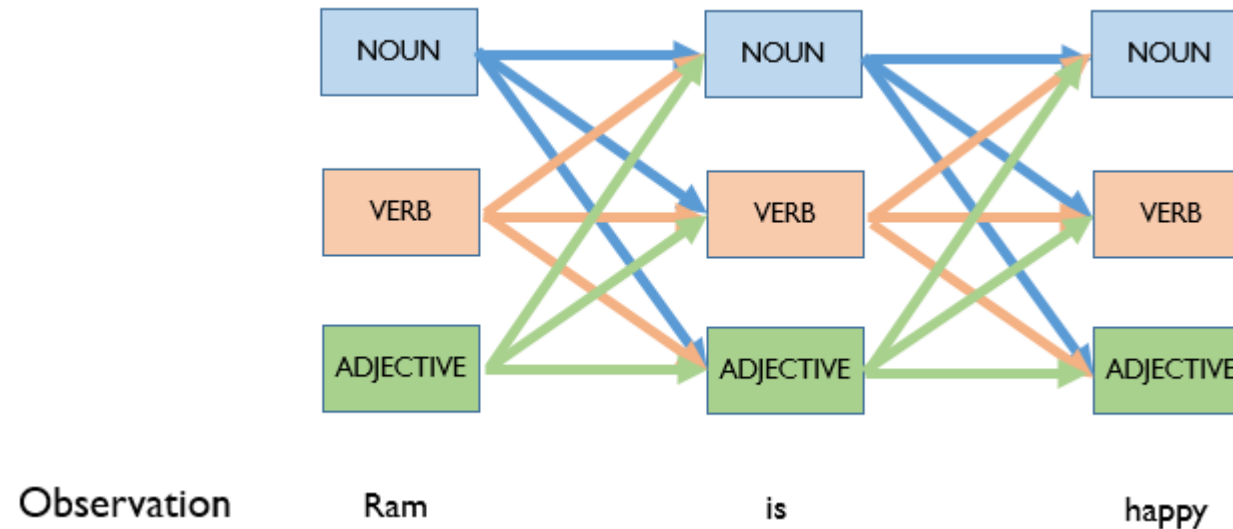 NOUN NOUN NOUN
VERB VERB VERB
ADJECTIVE ADJECTIVE ADJECTIVE
Observation Ram is happy